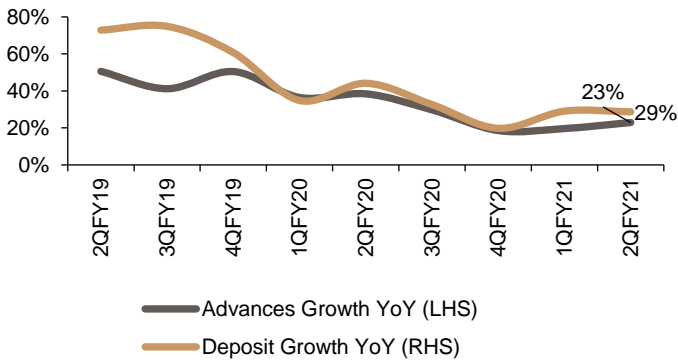 80%
60%
40%
20%
0%
23%
29%
2QFY19
3QFY19
4QFY19
1QFY20
2QFY20
3QFY20
4QFY20
1QFY21
2QFY21
Advances Growth YoY (LHS)
Deposit Growth YoY (RHS)